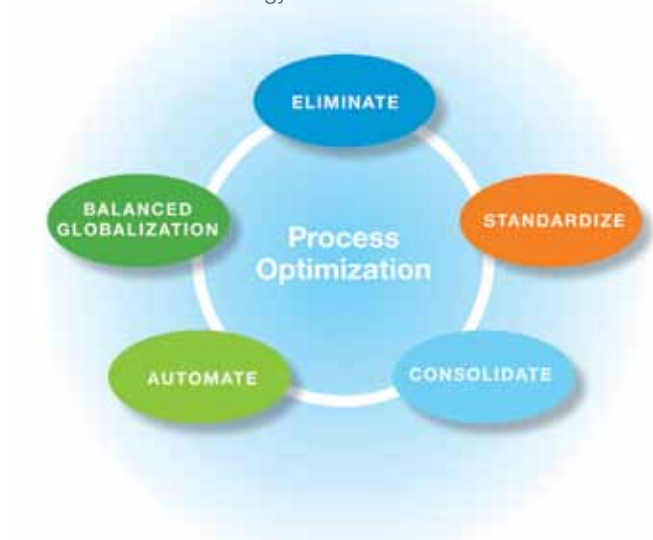 ELIMINATE
STANDARDIZE
CONSOLIDATE
AUTOMATE
BALANCED
GLOBALIZATION
Process
Optimization